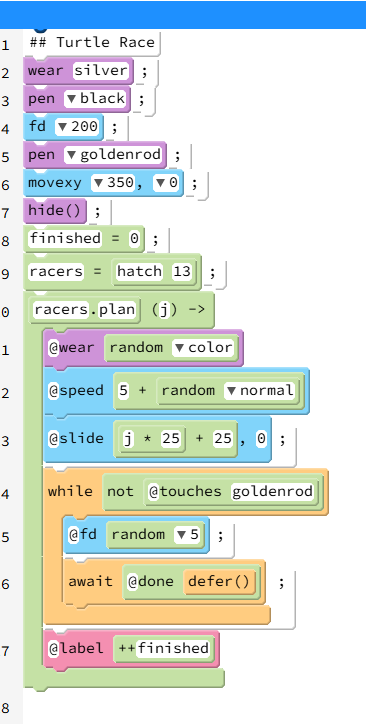 1 ## Turtle Race
2 wear silver ;
3 pen ▼black ;
4 fd ▼200 ;
5 pen ▼goldenrod ;
6 movexy ▼350, ▼0 ;
7 hide() ;
8 finished = 0 ;
9 racers = hatch 13 ;
0 racers.plan (j) ->
1 @wear random ▼color
2 @speed 5 + random ▼normal
3 @slide j * 25 + 25 , 0 ;
4 while not @touches goldenrod
5 @fd random ▼5 ;
6 await @done defer() ;
7 @label ++finished
8